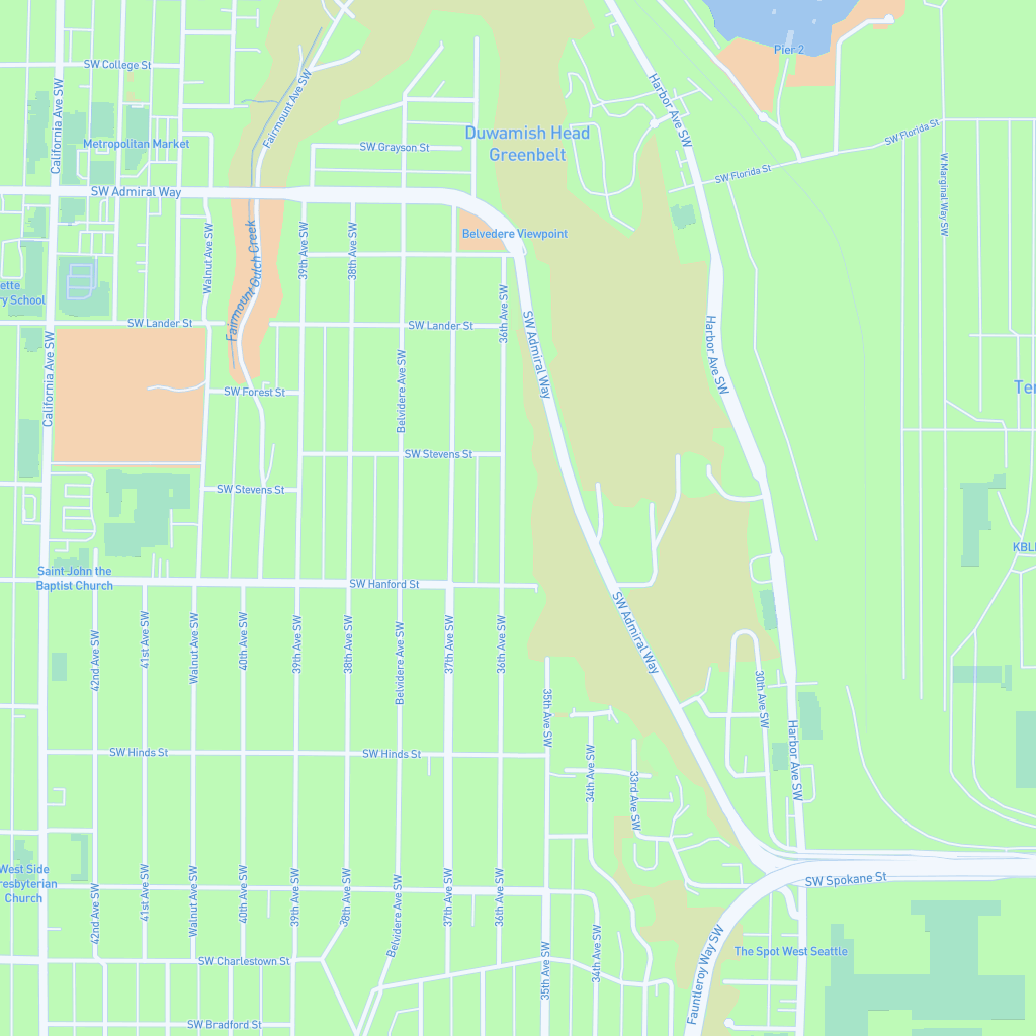 Pier 2
SW College St
California Ave SW
Fairmount Ave SW
Harbor Ave SW
Metropolitan Market
Duwamish Head
Greenbelt
SW Grayson St
SW Florida St
SW Florida St
W Marginal Way SW
SW Admiral Way
Belvedere Viewpoint
Walnut Ave SW
Fairmount Gulch Creek
39th Ave SW
38th Ave SW
ette
ry School
36th Ave SW
SW Lander St
SW Lander St
SW Admiral Way
Harbor Ave SW
California Ave SW
Belvidere Ave SW
Ter
SW Forest St
SW Stevens St
SW Stevens St
KBLE
Saint John the
Baptist Church
SW Hanford St
SW Admiral Way
42nd Ave SW
41st Ave SW
Walnut Ave SW
40th Ave SW
39th Ave SW
38th Ave SW
Belvidere Ave SW
37th Ave SW
36th Ave SW
35th Ave SW
30th Ave SW
Harbor Ave SW
SW Hinds St
SW Hinds St
34th Ave SW
33rd Ave SW
West Side
resbyterian
Church
SW Spokane St
42nd Ave SW
41st Ave SW
Walnut Ave SW
40th Ave SW
39th Ave SW
38th Ave SW
Belvidere Ave SW
37th Ave SW
36th Ave SW
35th Ave SW
34th Ave SW
Fauntleroy Way SW
The Spot West Seattle
SW Charlestown St
SW Bradford St